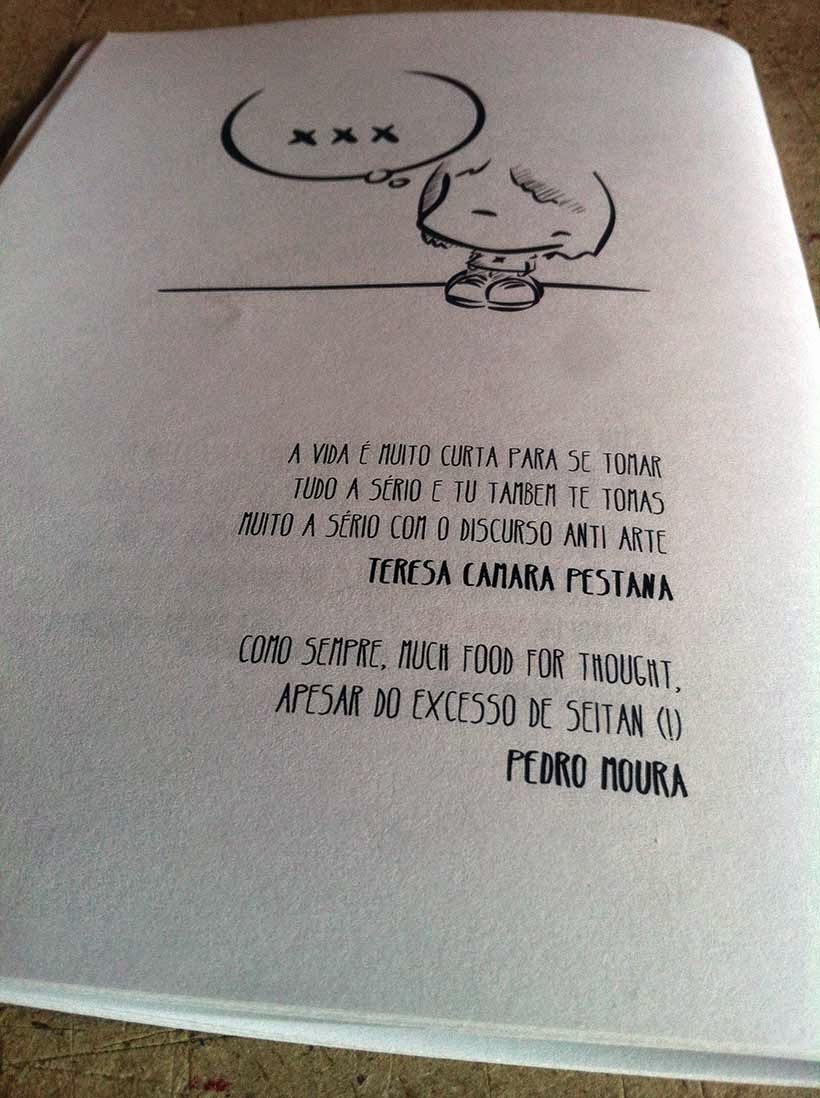 x x x
A VIDA É MUITO CURTA PARA SE TOMAR
TUDO A SÉRIO E TU TAMBEM TE TOMAS
MUITO A SÉRIO COM O DISCURSO ANTI ARTE
TERESA CAMARA PESTANA
COMO SEMPRE, MUCH FOOD FOR THOUGHT,
APESAR DO EXCESSO DE SEITAN (!)
PEDRO MOURA